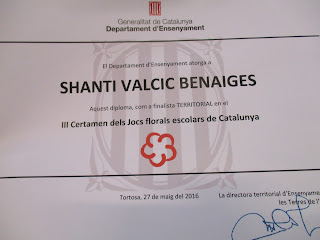 Generalitat de Catalunya
Departament d'Ensenyament
El Departament d'Ensenyament atorga a
SHANTI VALCIC BENAIGES
Aquest diploma, com a finalista TERRITORIAL en el
III Certamen dels Jocs florals escolars de Catalunya
Tortosa, 27 de maig del 2016
La directora territorial d'Ensenyame
les Terres de l'